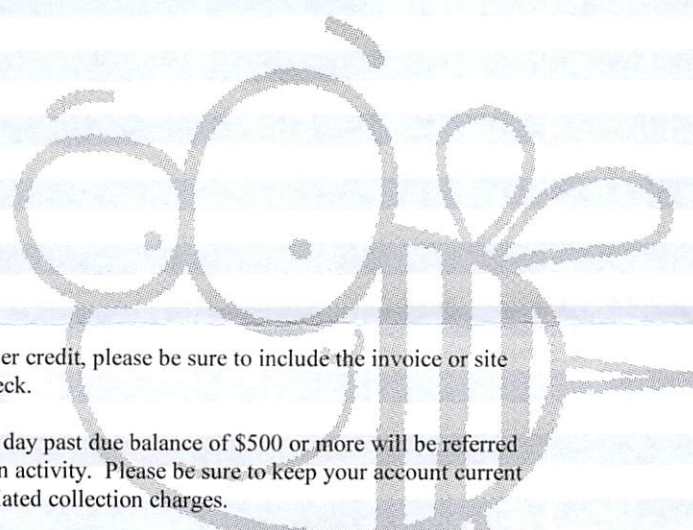 er credit, please be sure to include the invoice or site
eck.
day past due balance of $500 or more will be referred
n activity. Please be sure to keep your account current
lated collection charges.